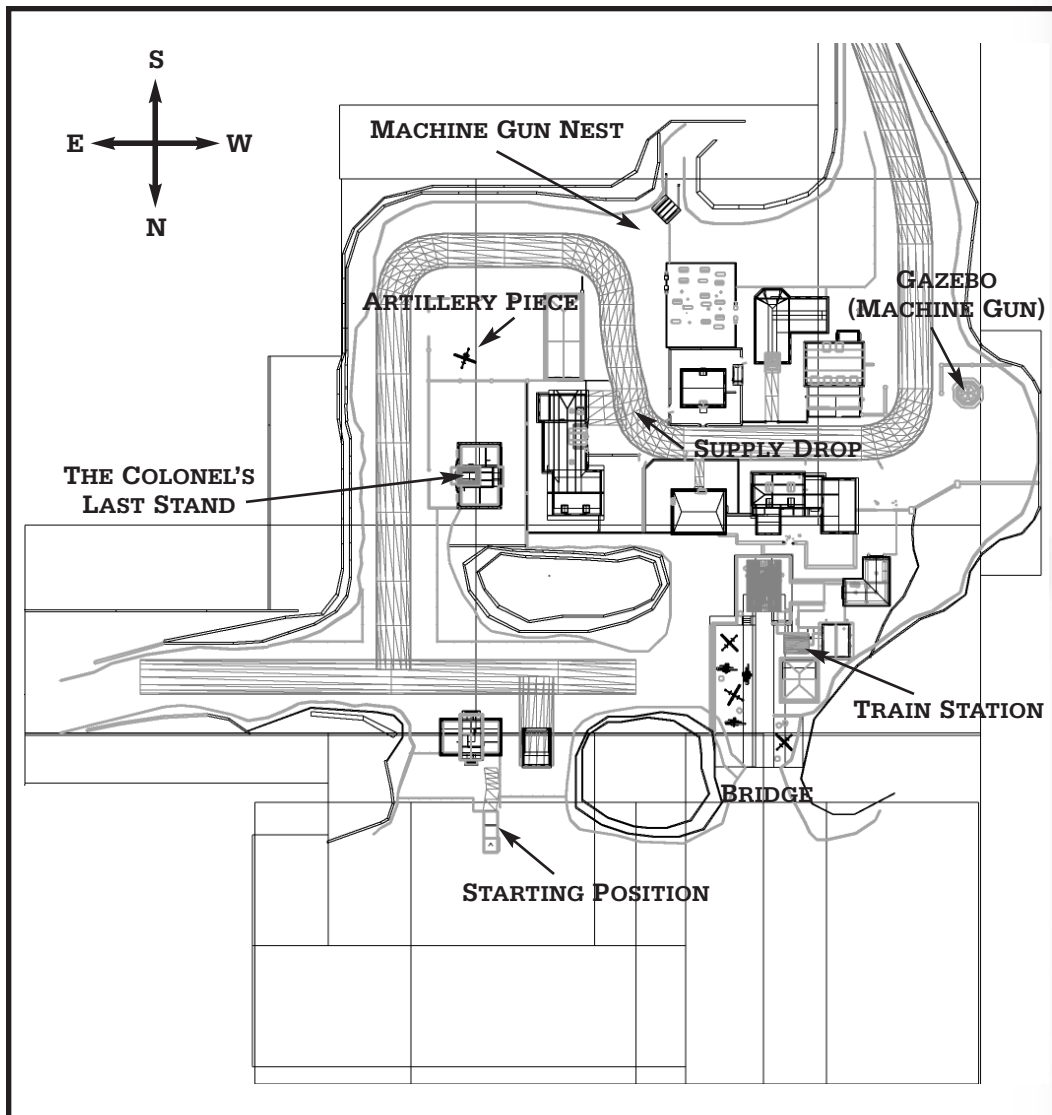 S
E W
N
MACHINE GUN NEST
GAZEBO
(MACHINE GUN)
ARTILLERY PIECE
SUPPLY DROP
THE COLONEL'S
LAST STAND
TRAIN STATION
BRIDGE
STARTING POSITION